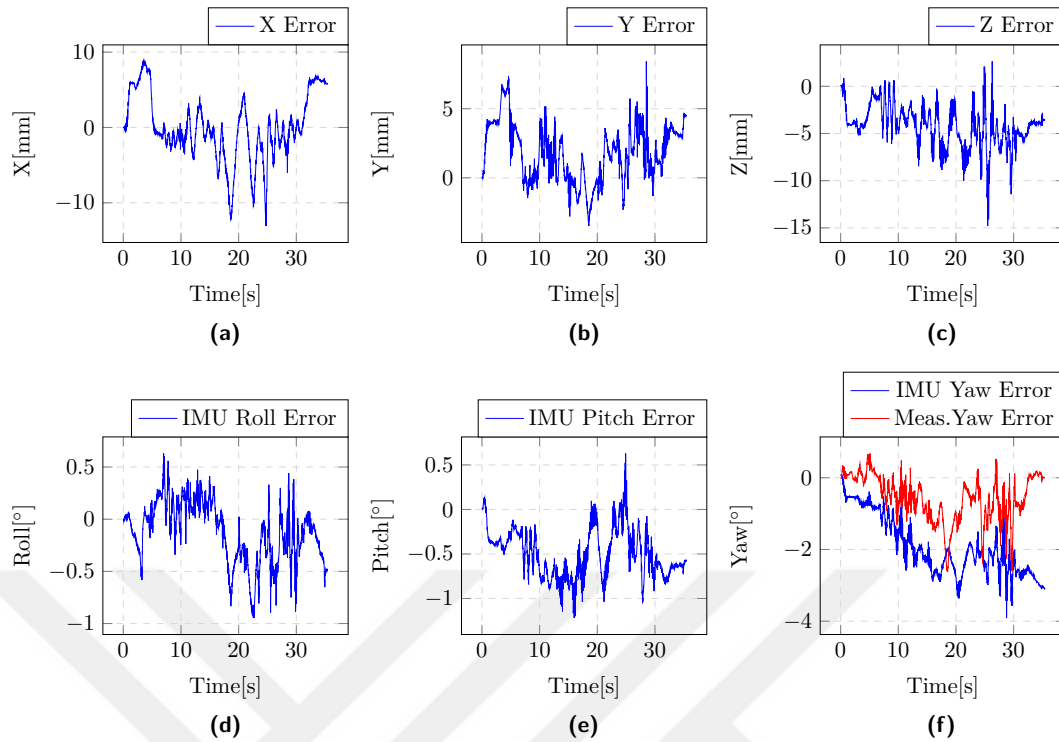 X Error
10
0
−10
X[mm]
0 10 20 30
Time[s]
(a)
Y Error
5
0
Y[mm]
0 10 20 30
Time[s]
(b)
Z Error
0
−5
−10
−15
Z[mm]
0 10 20 30
Time[s]
(c)
IMU Roll Error
0.5
0
−0.5
−1
Roll[°]
0 10 20 30
Time[s]
(d)
IMU Pitch Error
0.5
0
−0.5
−1
Pitch[°]
0 10 20 30
Time[s]
(e)
IMU Yaw Error
Meas.Yaw Error
0
−2
−4
Yaw[°]
0 10 20 30
Time[s]
(f)